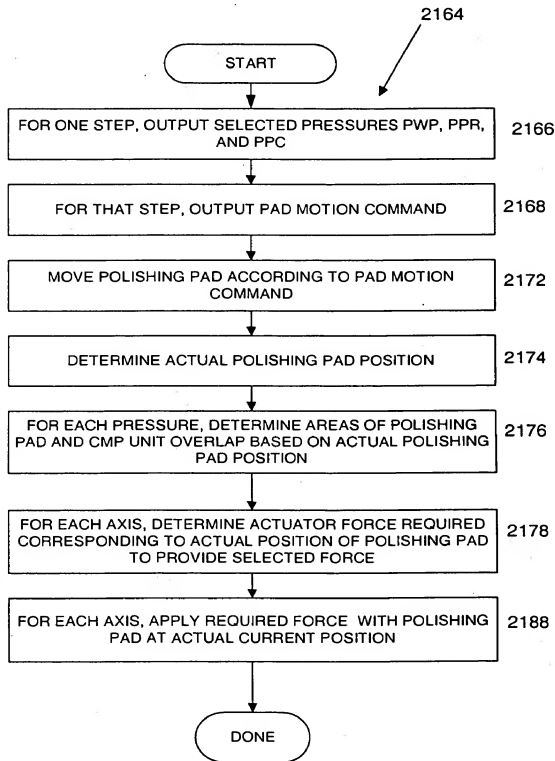 2164
START
FOR ONE STEP, OUTPUT SELECTED PRESSURES PWP, PPR,
AND PPC
2166
FOR THAT STEP, OUTPUT PAD MOTION COMMAND
2168
MOVE POLISHING PAD ACCORDING TO PAD MOTION
COMMAND
2172
DETERMINE ACTUAL POLISHING PAD POSITION
2174
FOR EACH PRESSURE, DETERMINE AREAS OF POLISHING
PAD AND CMP UNIT OVERLAP BASED ON ACTUAL POLISHING
PAD POSITION
2176
FOR EACH AXIS, DETERMINE ACTUATOR FORCE REQUIRED
CORRESPONDING TO ACTUAL POSITION OF POLISHING PAD
TO PROVIDE SELECTED FORCE
2178
FOR EACH AXIS, APPLY REQUIRED FORCE WITH POLISHING
PAD AT ACTUAL CURRENT POSITION
2188
DONE